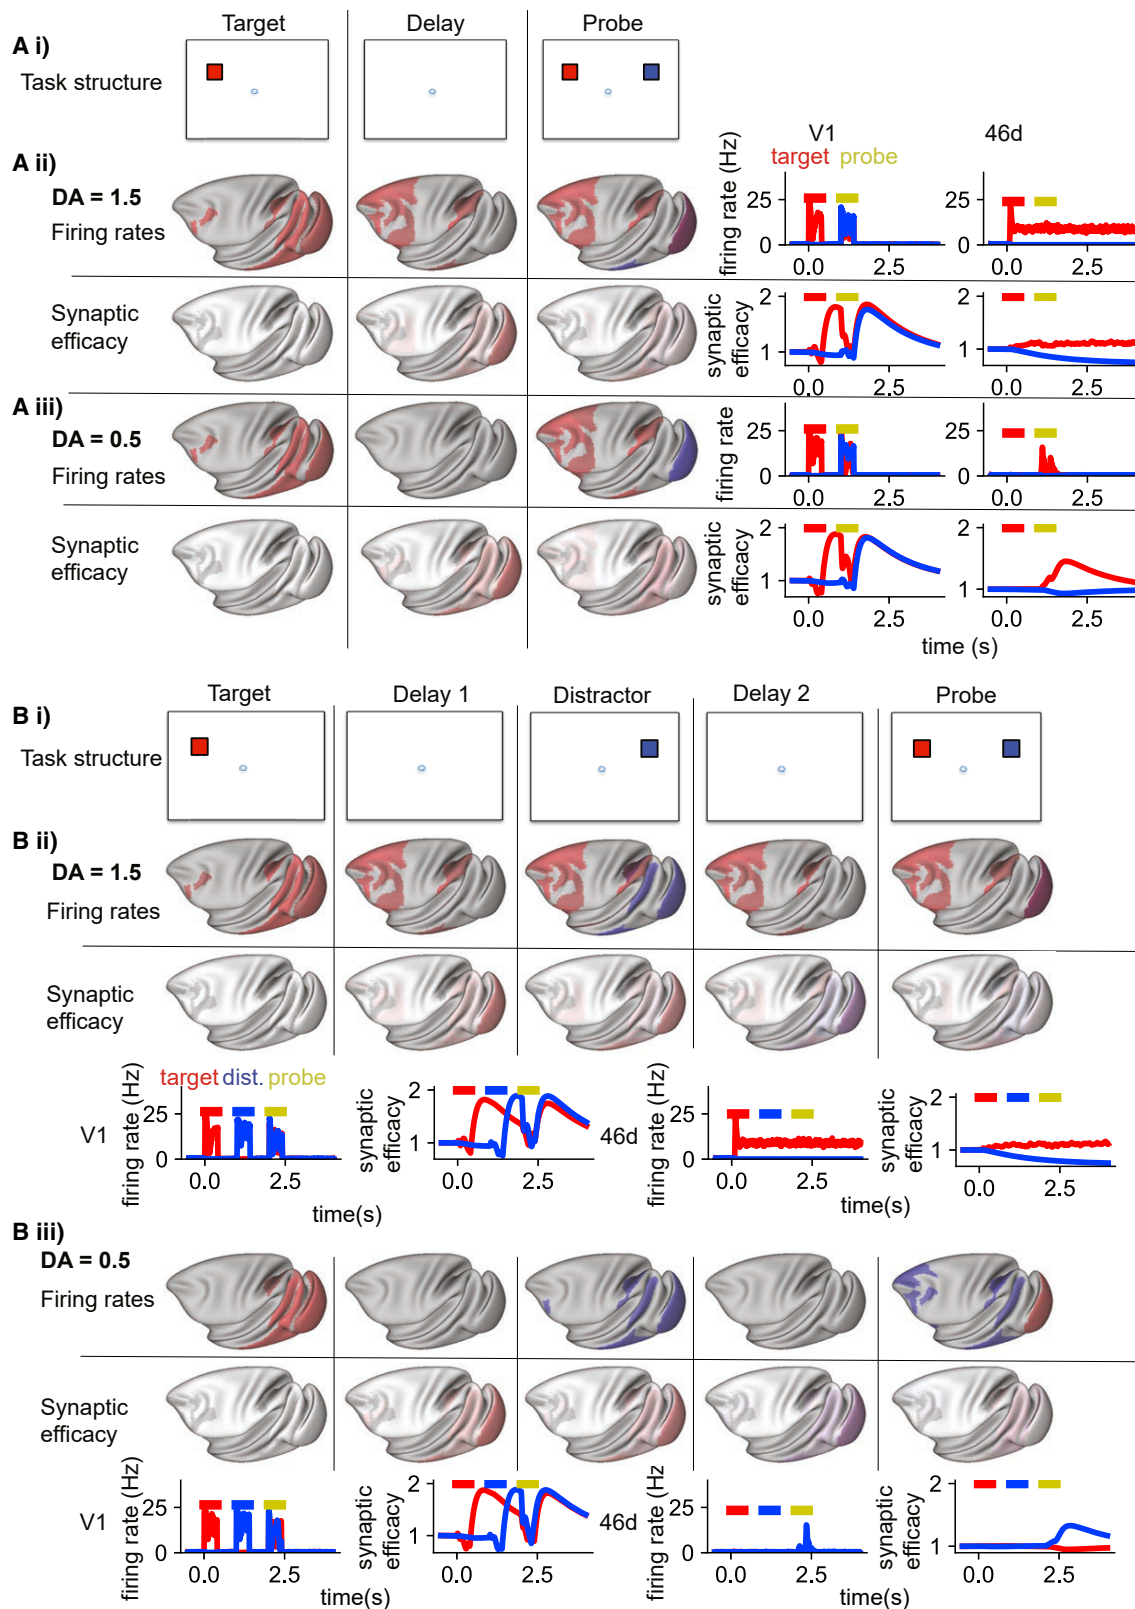 Target Delay Probe
A i)
Task structure
V1 46d
target probe
A ii)
DA = 1.5
Firing rates
firing rate (Hz)
25
0
0.0 2.5
25
0
0.0 2.5
Synaptic
efficacy
synaptic
efficacy
2
1
0.0 2.5
2
1
0.0 2.5
A iii)
DA = 0.5
Firing rates
firing rate
25
0
0.0 2.5
25
0
0.0 2.5
Synaptic
efficacy
synaptic
efficacy
2
1
0.0 2.5
2
1
0.0 2.5
time (s)
Target Delay 1 Distractor Delay 2 Probe
B i)
Task structure
B ii)
DA = 1.5
Firing rates
Synaptic
efficacy
target dist. probe
V1
firing rate (Hz)
25
0
0.0 2.5
time(s)
synaptic
efficacy
2
1
0.0 2.5
46d
firing rate (Hz)
25
0
0.0 2.5
time(s)
synaptic
efficacy
2
1
0.0 2.5
B iii)
DA = 0.5
Firing rates
Synaptic
efficacy
V1
firing rate (Hz)
25
0
0.0 2.5
time(s)
synaptic
efficacy
2
1
0.0 2.5
46d
firing rate (Hz
25
0
0.0 2.5
time(s)
synaptic
efficacy
2
1
0.0 2.5